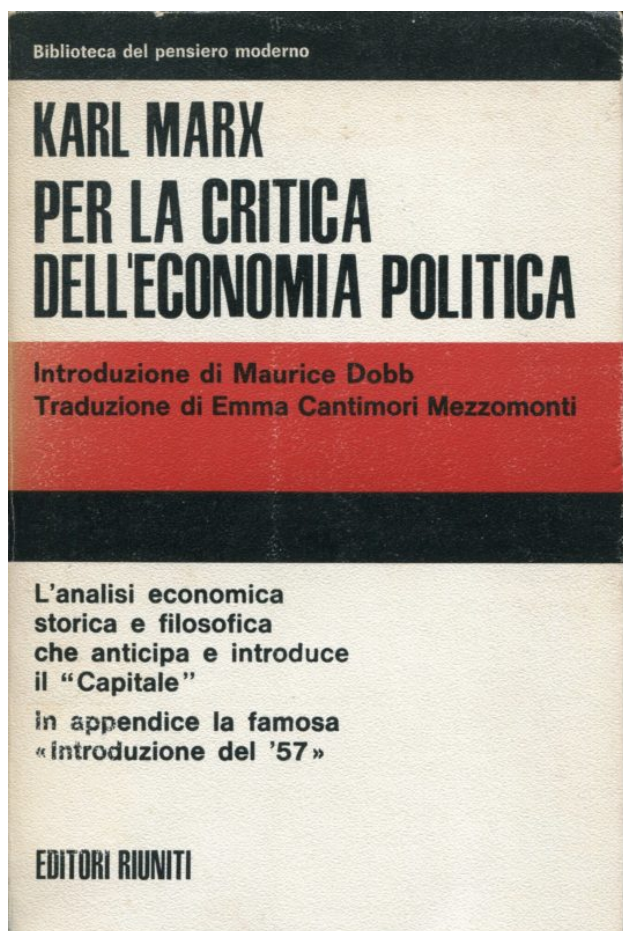 Biblioteca del pensiero moderno
KARL MARX
PER LA CRITICA
DELL'ECONOMIA POLITICA
Introduzione di Maurice Dobb
Traduzione di Emma Cantimori Mezzomonti
L'analisi economica
storica e filosofica
che anticipa e introduce
il “Capitale”
in appendice la famosa
«introduzione del '57»
EDITORI RIUNITI